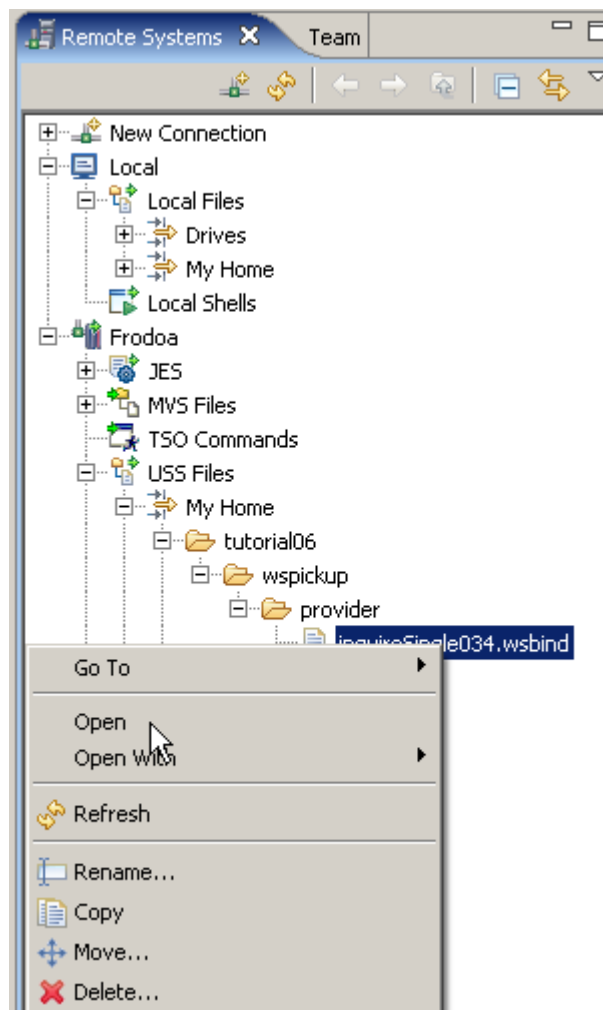 Remote Systems Team
New Connection
Local
Local Files
Drives
My Home
Local Shells
Frodoa
JES
MVS Files
TSO Commands
USS Files
My Home
tutorial06
wspickup
provider
inquireSingle034.wsbind
Go To
Open
Open With
Refresh
Rename...
Copy
Move...
Delete...